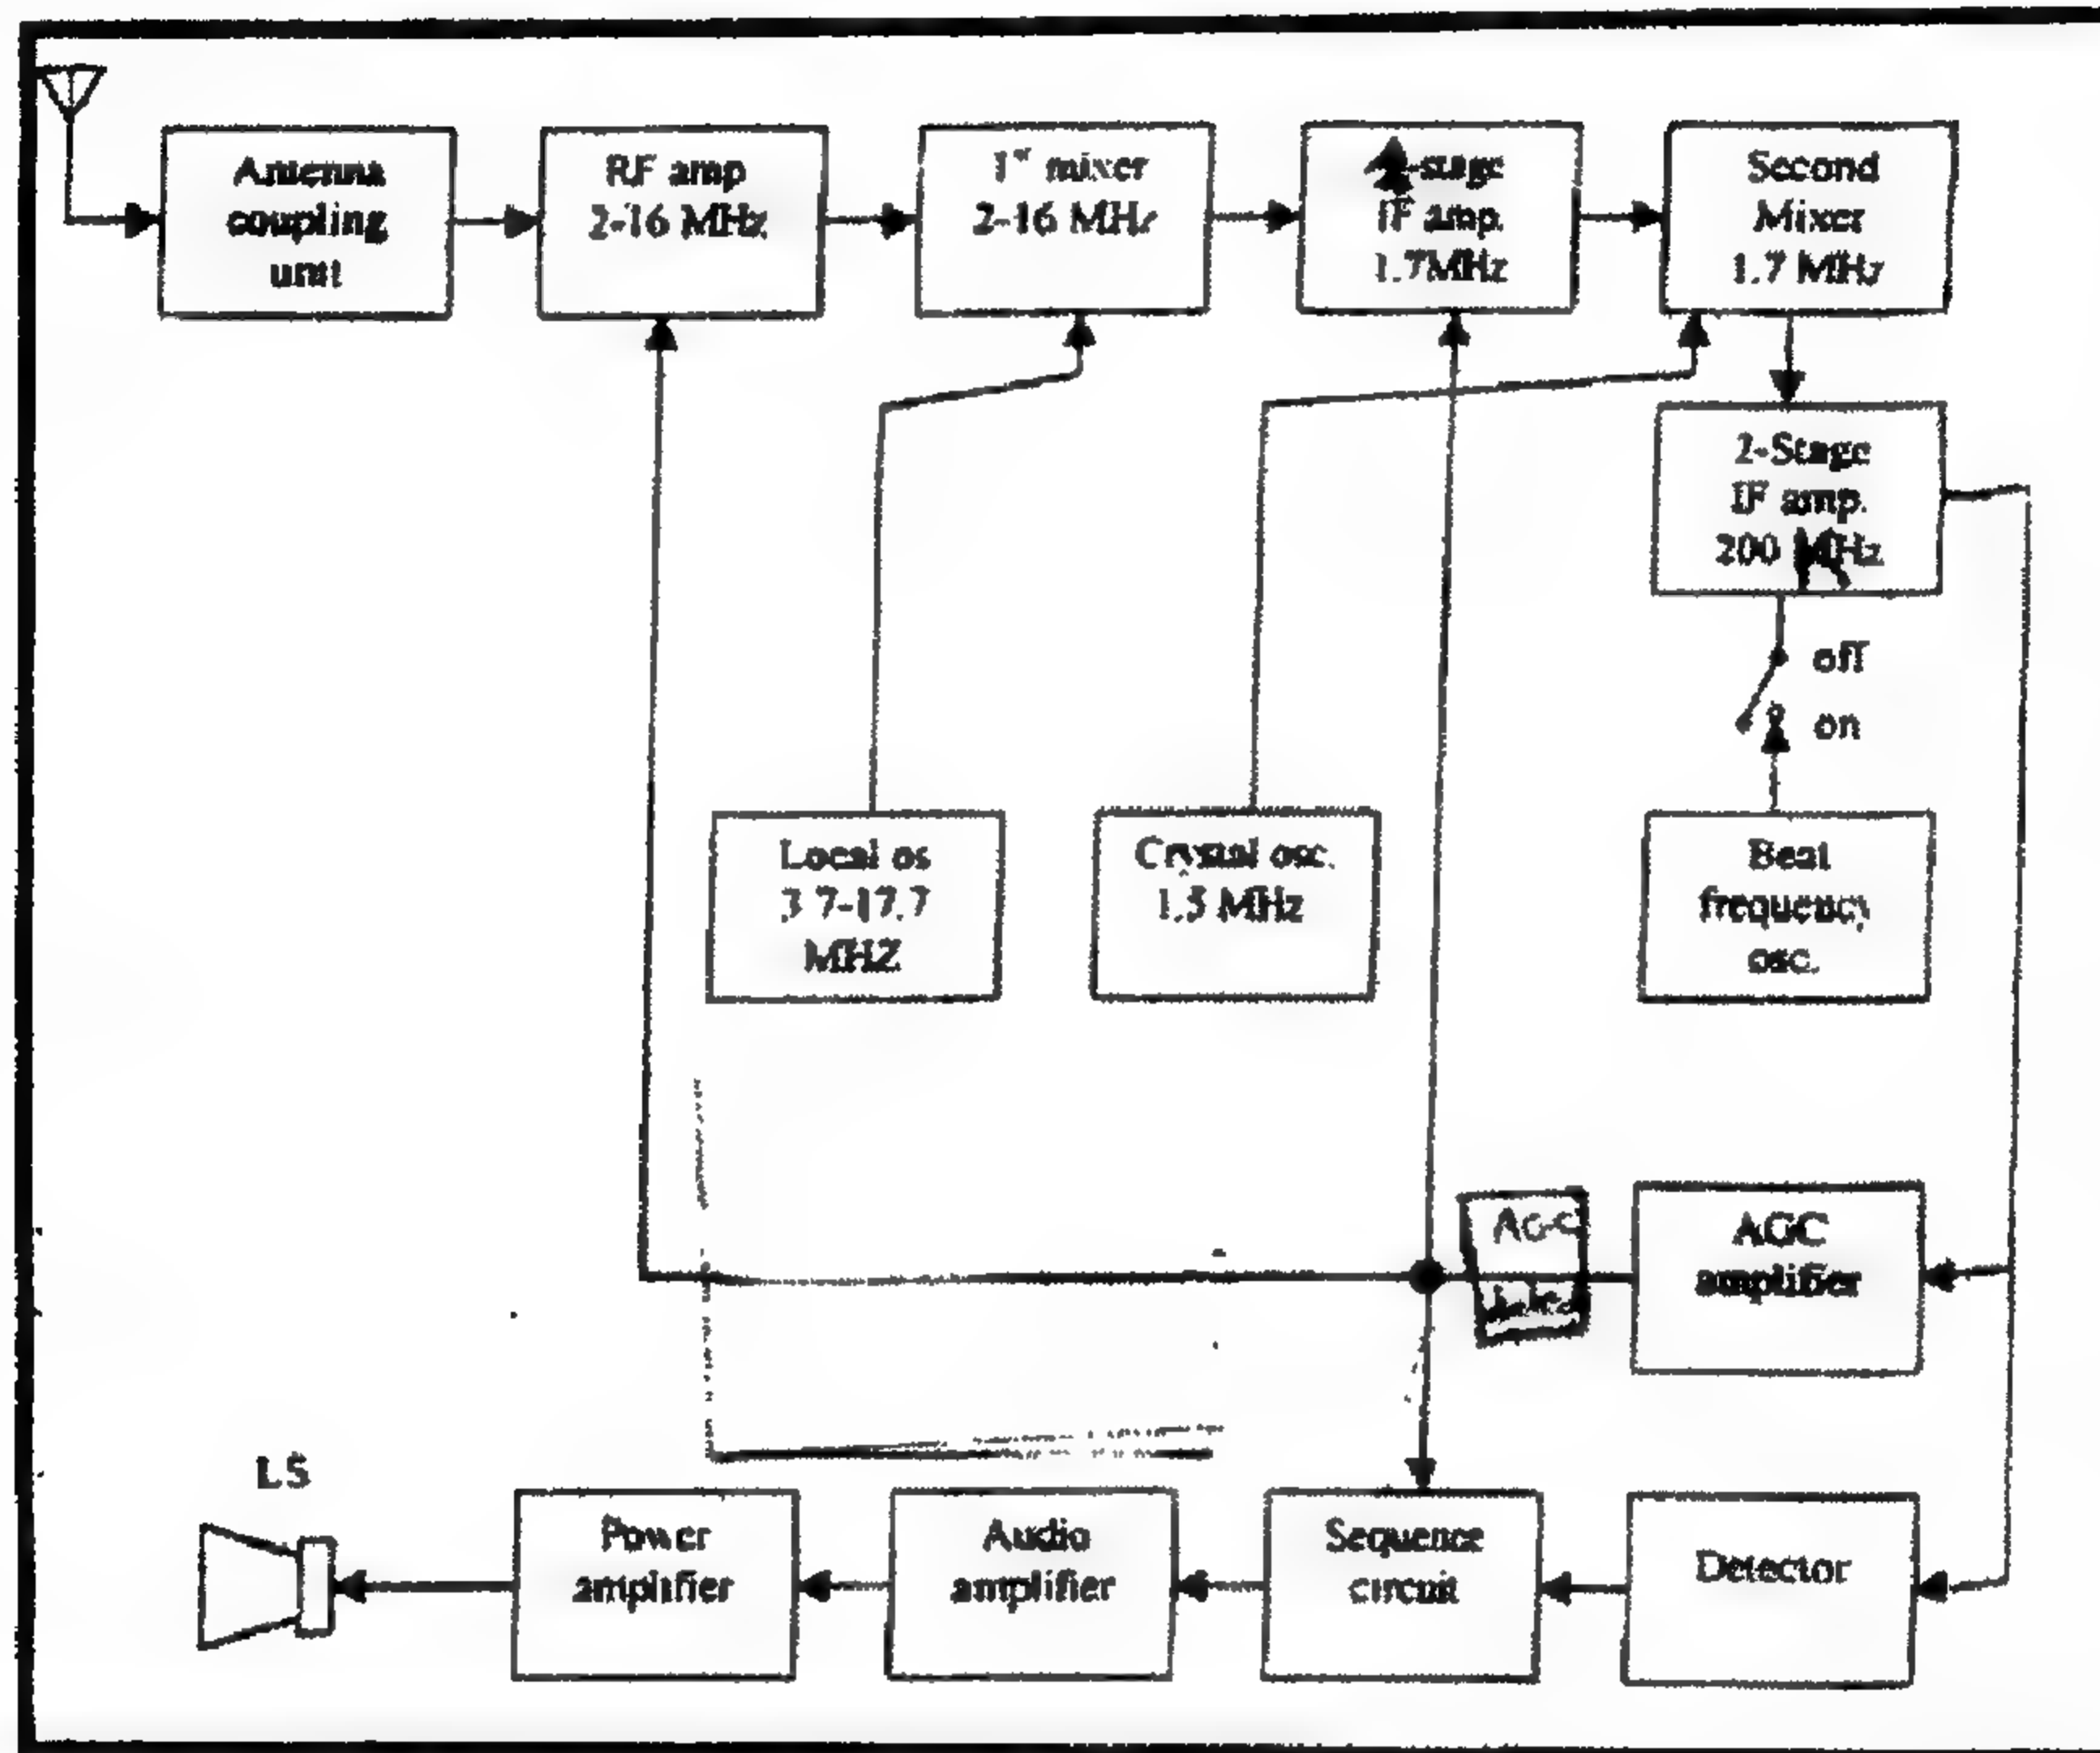 Antenna
coupling
unit
RF amp
2-16 MHz
1st mixer
2-16 MHz
-stage
IF amp.
1.7MHz
Second
Mixer
1.7 MHz
2-Stage
IF amp.
200 Hz
off
on
Local os
3.7-17.7
MHZ
Crystal osc.
1.5 MHz
Beat
frequency
osc.
AGC
AGC
amplifier
LS
Power
amplifier
Audio
amplifier
Sequence
circuit
Detector